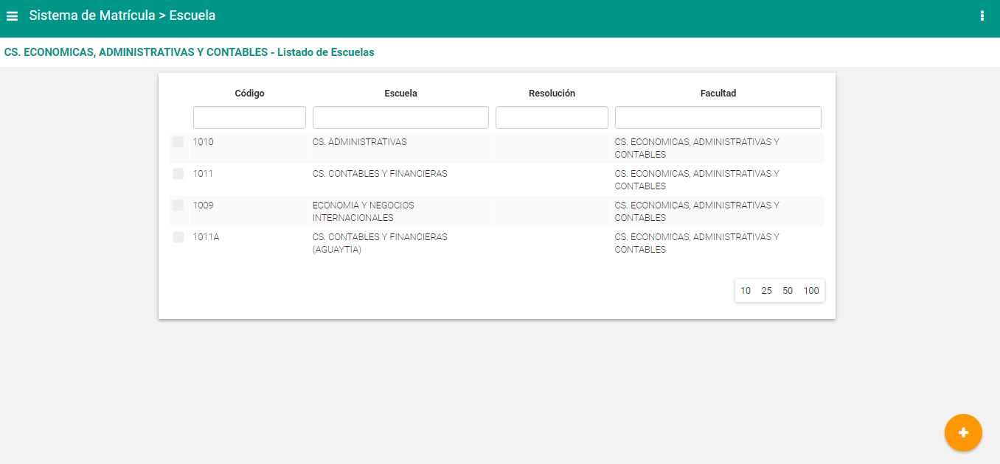 Sistema de Matrícula > Escuela
CS. ECONOMICAS, ADMINISTRATIVAS Y CONTABLES - Listado de Escuelas
Código Escuela Resolución Facultad
1010 CS. ADMINISTRATIVAS CS. ECONOMICAS, ADMINISTRATIVAS Y
CONTABLES
1011 CS. CONTABLES Y FINANCIERAS CS. ECONOMICAS, ADMINISTRATIVAS Y
CONTABLES
1009 ECONOMIA Y NEGOCIOS CS. ECONOMICAS, ADMINISTRATIVAS Y
INTERNACIONALES CONTABLES
1011A CS. CONTABLES Y FINANCIERAS CS. ECONOMICAS, ADMINISTRATIVAS Y
(AGUAYTIA) CONTABLES
10 25 50 100